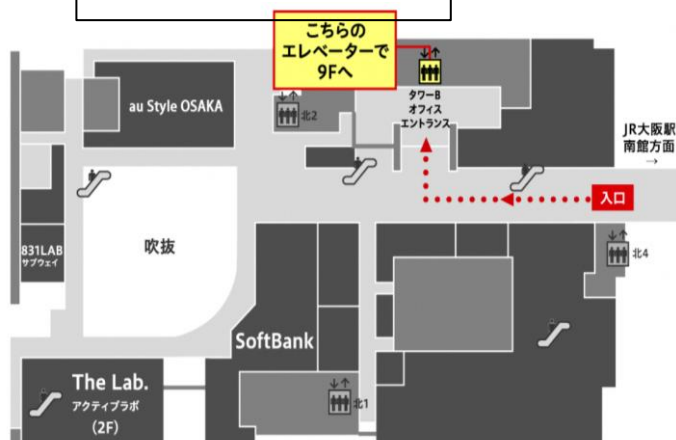 こちらの
エレベーターで
9Fへ
au Style OSAKA
北2
タワーB
オフィス
エントランス
JR大阪駅
南館方面
→
入口
831LAB
サブウェイ
吹抜
北4
SoftBank
The Lab.
アクティブラボ
(2F)
北1